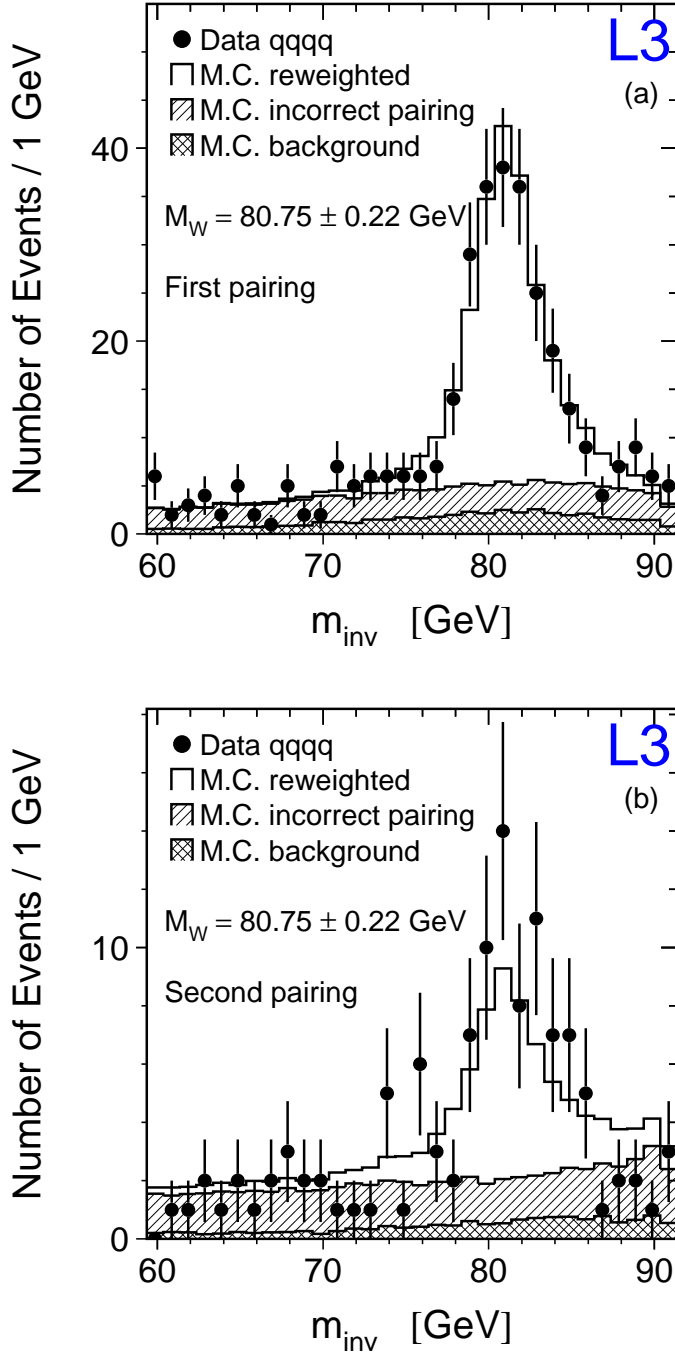 L3
(a)
Data qqqq
M.C. reweighted
M.C. incorrect pairing
M.C. background
M_W = 80.75 ± 0.22 GeV
First pairing
Number of Events / 1 GeV
40
20
0
60 70 80 90
m_inv [GeV]
L3
(b)
Data qqqq
M.C. reweighted
M.C. incorrect pairing
M.C. background
M_W = 80.75 ± 0.22 GeV
Second pairing
Number of Events / 1 GeV
10
0
60 70 80 90
m_inv [GeV]